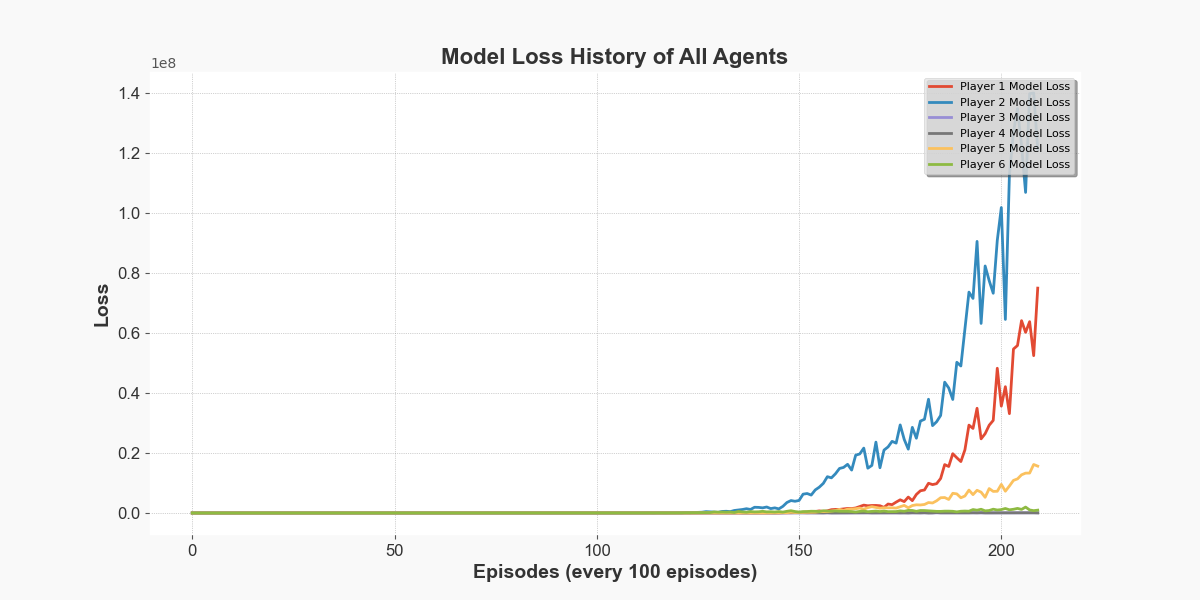 Model Loss History of All Agents
1e8
1.4
1.2
1.0
0.8
0.6
0.4
0.2
0.0
Loss
Player 1 Model Loss
Player 2 Model Loss
Player 3 Model Loss
Player 4 Model Loss
Player 5 Model Loss
Player 6 Model Loss
0 50 100 150 200
Episodes (every 100 episodes)